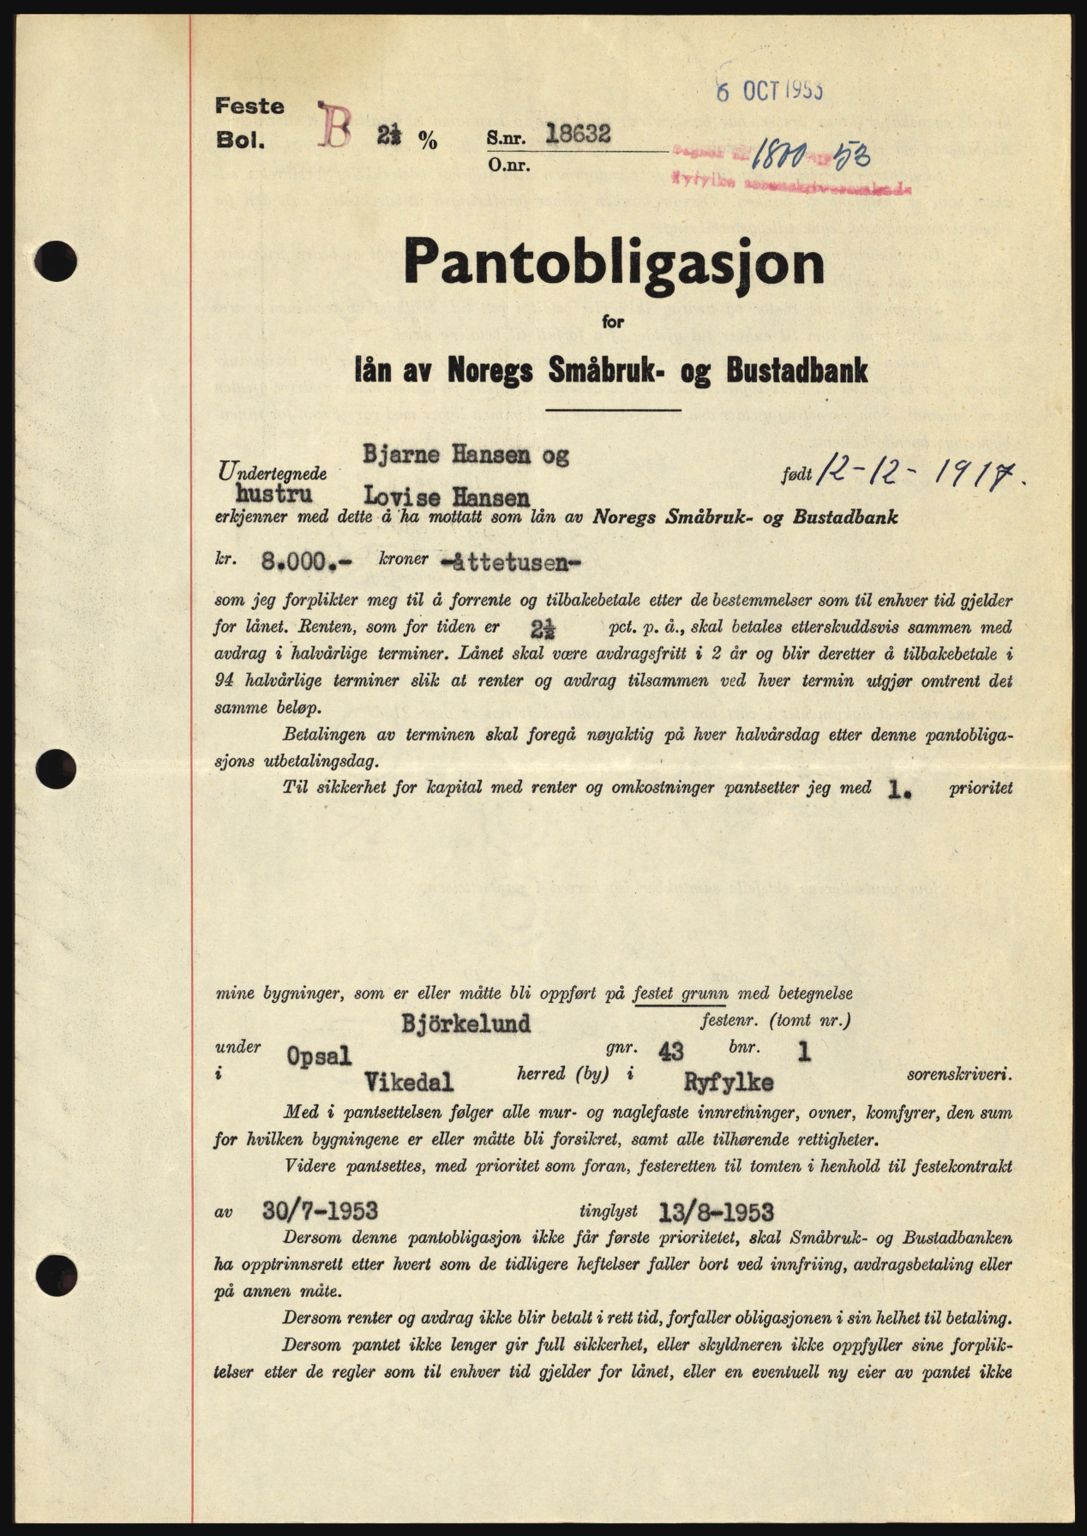 6 OCT 1953
Feste
Bol. B 2½ % S.nr. 18632
O.nr.
1800 53
Ryfylke sorenskriverembede
Pantobligasjon
for
lån av Noregs Småbruk- og Bustadbank
Bjarne Hansen og
Undertegnede født 12-12-1917.
hustru Lovise Hansen
erkjenner med dette å ha mottatt som lån av Noregs Småbruk- og Bustadbank
kr. 8.000.- kroner -åttetusen-
som jeg forplikter meg til å forrente og tilbakebetale etter de bestemmelser som til enhver tid gjelder
for lånet. Renten, som for tiden er 2½ pct. p. å., skal betales etterskuddsvis sammen med
avdrag i halvårlige terminer. Lånet skal være avdragsfritt i 2 år og blir deretter å tilbakebetale i
94 halvårlige terminer slik at renter og avdrag tilsammen ved hver termin utgjør omtrent det
samme beløp.
Betalingen av terminen skal foregå nøyaktig på hver halvårsdag etter denne pantobliga-
sjons utbetalingsdag.
Til sikkerhet for kapital med renter og omkostninger pantsetter jeg med 1. prioritet
mine bygninger, som er eller måtte bli oppført på festet grunn med betegnelse
Björkelund festenr. (tomt nr.)
under Opsal gnr. 43 bnr. 1
i Vikedal herred (by) i Ryfylke sorenskriveri.
Med i pantsettelsen følger alle mur- og naglefaste innretninger, ovner, komfyrer, den sum
for hvilken bygningene er eller måtte bli forsikret, samt alle tilhørende rettigheter.
Videre pantsettes, med prioritet som foran, festeretten til tomten i henhold til festekontrakt
av 30/7-1953 tinglyst 13/8-1953
Dersom denne pantobligasjon ikke får første prioritetet, skal Småbruk- og Bustadbanken
ha opptrinnsrett etter hvert som de tidligere heftelser faller bort ved innfriing, avdragsbetaling eller
på annen måte.
Dersom renter og avdrag ikke blir betalt i rett tid, forfaller obligasjonen i sin helhet til betaling.
Dersom pantet ikke lenger gir full sikkerhet, eller skyldneren ikke oppfyller sine forplik-
telser etter de regler som til enhver tid gjelder for lånet, eller en eventuell ny eier av pantet ikke